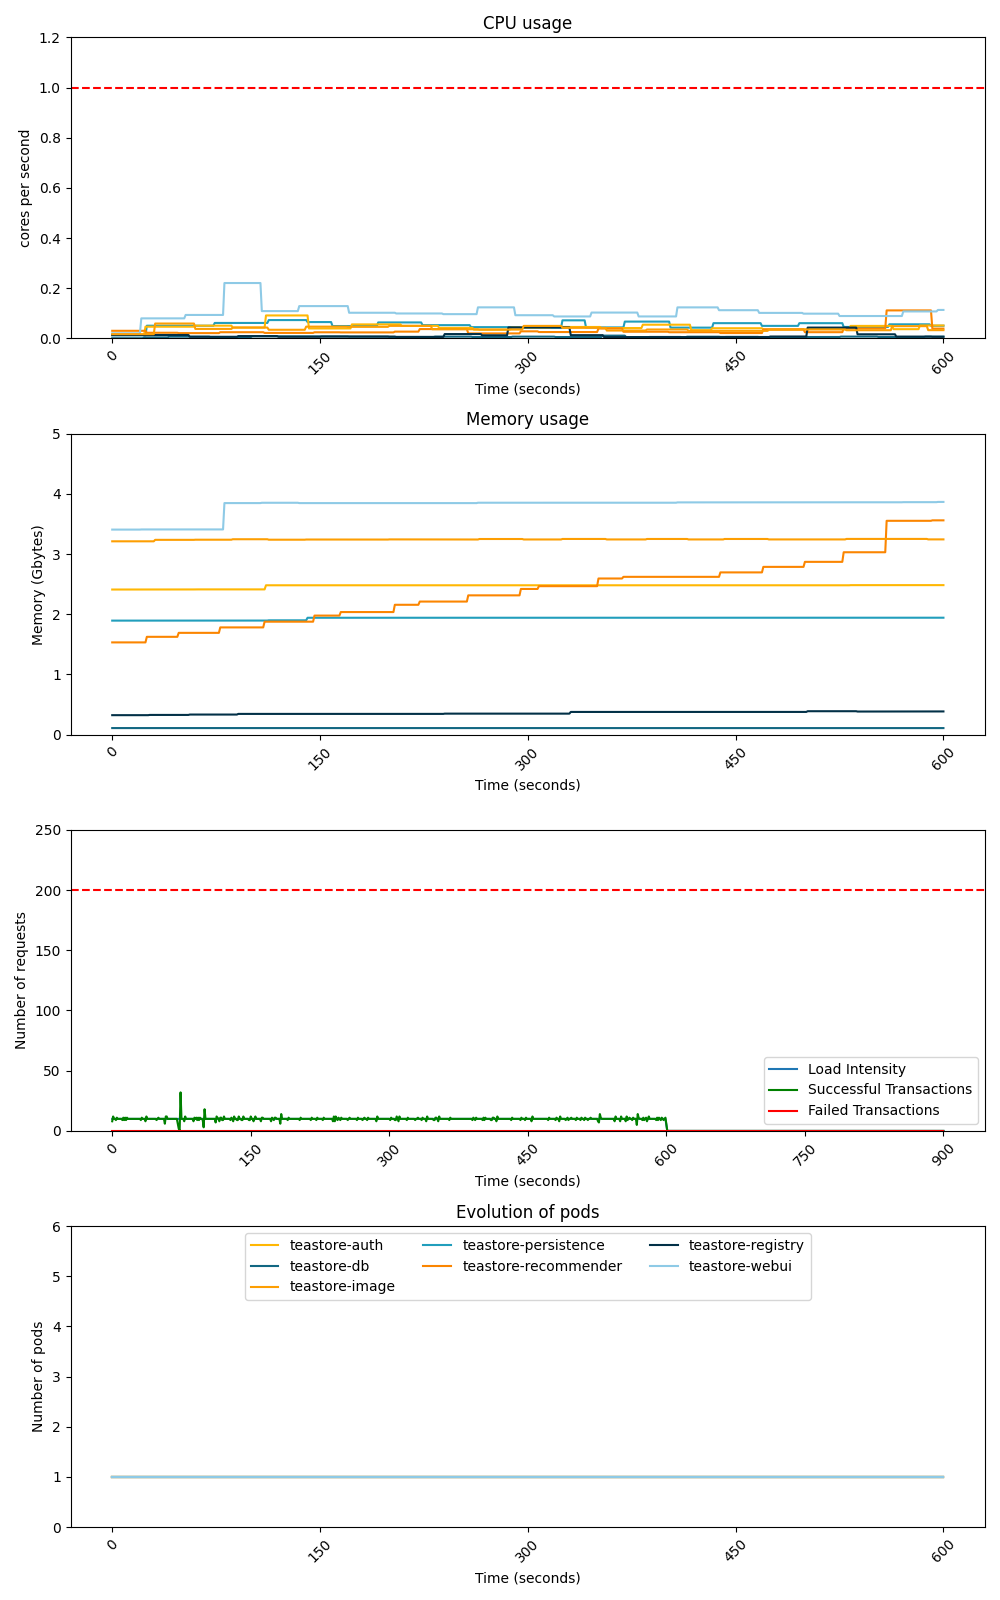 CPU usage
1.2
1.0
0.8
0.6
0.4
0.2
0.0
cores per second
0
150
300
450
600
Time (seconds)
Memory usage
5
4
3
2
1
0
Memory (Gbytes)
0
150
300
450
600
Time (seconds)
250
200
150
100
50
0
Number of requests
Load Intensity
Successful Transactions
Failed Transactions
0
150
300
450
600
750
900
Time (seconds)
Evolution of pods
6
5
4
3
2
1
0
Number of pods
teastore-auth
teastore-db
teastore-image
teastore-persistence
teastore-recommender
teastore-registry
teastore-webui
0
150
300
450
600
Time (seconds)